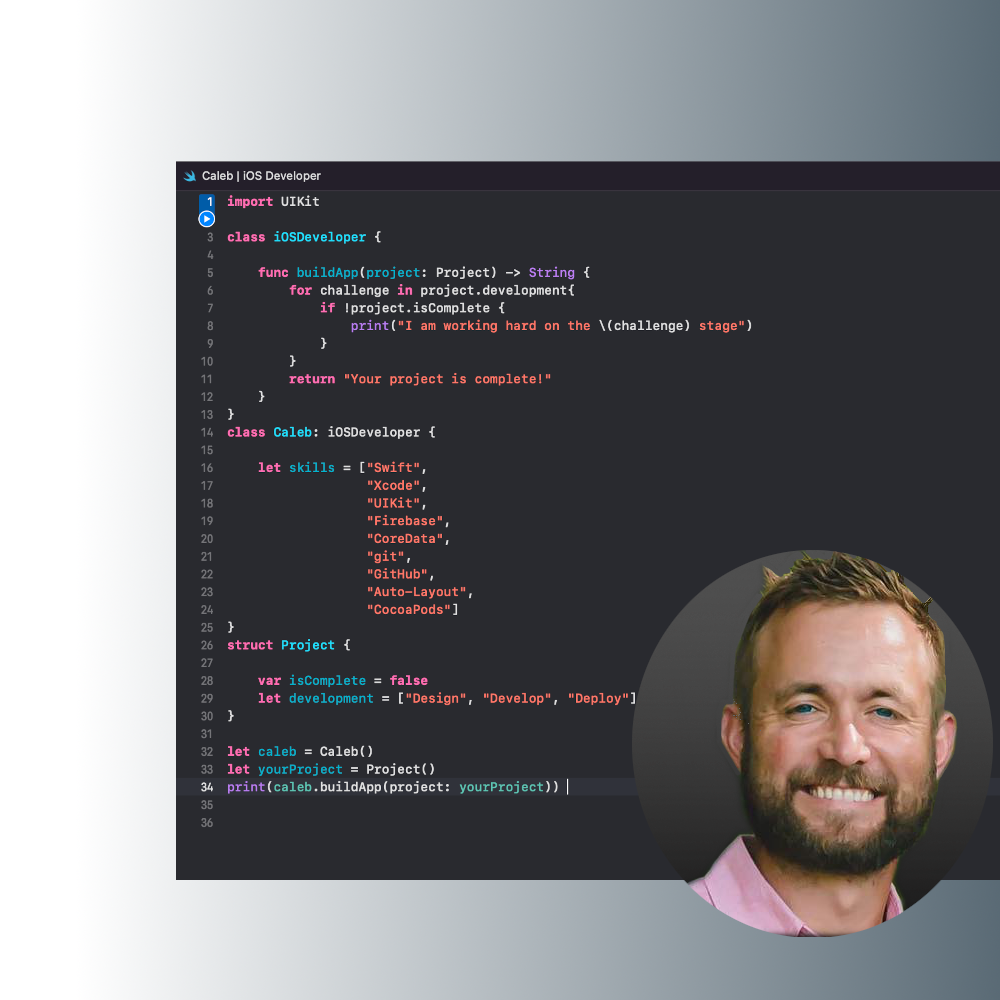 Caleb | iOS Developer
1 import UIKit
3 class iOSDeveloper {
4
5 func buildApp(project: Project) -> String {
6 for challenge in project.development{
7 if !project.isComplete {
8 print("I am working hard on the \(challenge) stage")
9 }
10 }
11 return "Your project is complete!"
12 }
13 }
14 class Caleb: iOSDeveloper {
15
16 let skills = ["Swift",
17 "Xcode",
18 "UIKit",
19 "Firebase",
20 "CoreData",
21 "git",
22 "GitHub",
23 "Auto-Layout",
24 "CocoaPods"]
25 }
26 struct Project {
27
28 var isComplete = false
29 let development = ["Design", "Develop", "Deploy"]
30 }
31
32 let caleb = Caleb()
33 let yourProject = Project()
34 print(caleb.buildApp(project: yourProject))
35
36